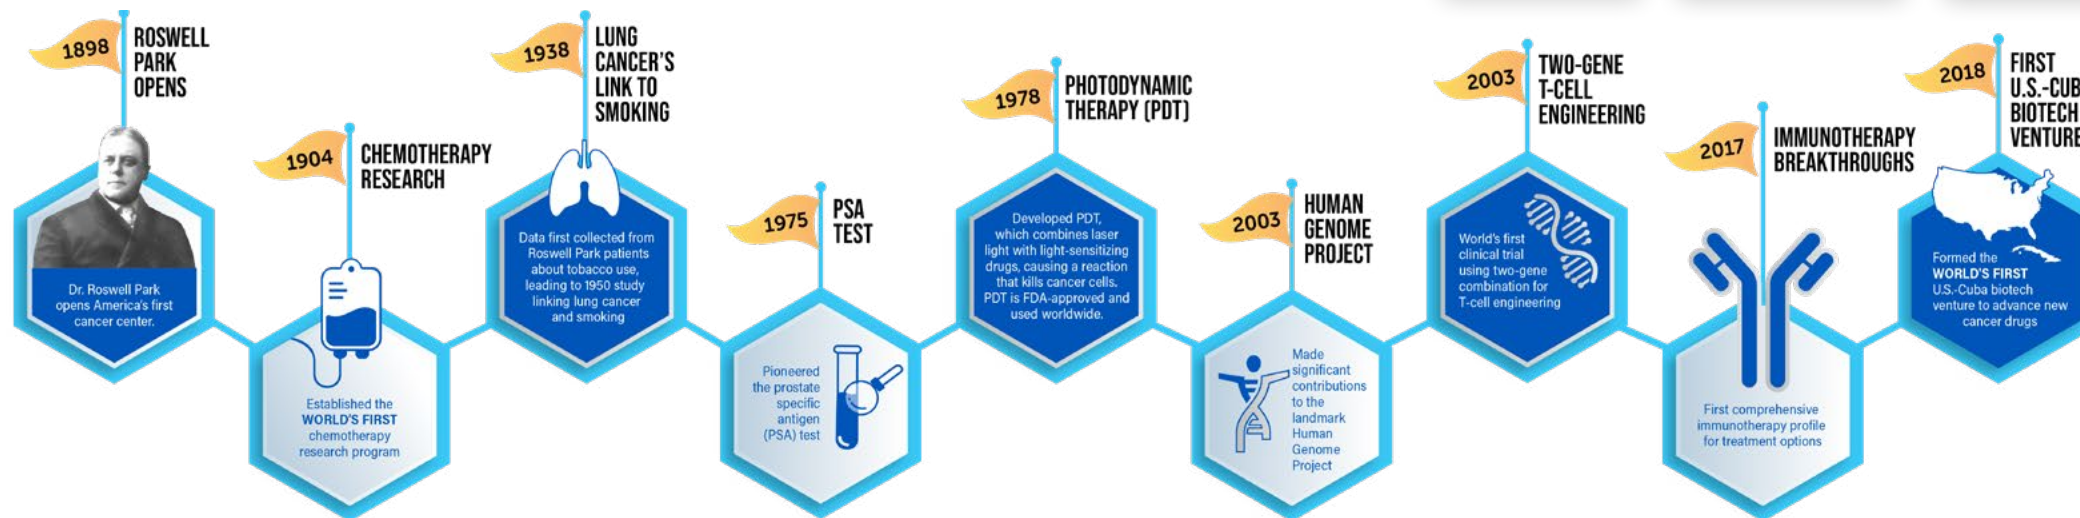 1898
ROSWELL
PARK
OPENS
Dr. Roswell Park
opens America's first
cancer center.
1904
CHEMOTHERAPY
RESEARCH
Established the
WORLD'S FIRST
chemotherapy
research program
1938
LUNG
CANCER'S
LINK TO
SMOKING
Data first collected from
Roswell Park patients
about tobacco use,
leading to 1950 study
linking lung cancer
and smoking
1975
PSA
TEST
Pioneered
the prostate
specific
antigen
(PSA) test
1978
PHOTODYNAMIC
THERAPY (PDT)
Developed PDT,
which combines laser
light with light-sensitizing
drugs, causing a reaction
that kills cancer cells.
PDT is FDA-approved and
used worldwide.
2003
HUMAN
GENOME
PROJECT
Made
significant
contributions
to the
landmark
Human
Genome
Project
2003
TWO-GENE
T-CELL
ENGINEERING
World's first
clinical trial
using two-gene
combination for
T-cell engineering
2017
IMMUNOTHERAPY
BREAKTHROUGHS
First comprehensive
immunotherapy profile
for treatment options
2018
FIRST
U.S.-CUB
BIOTECH
VENTURE
Formed the
WORLD'S FIRST
U.S.-Cuba biotech
venture to advance new
cancer drugs